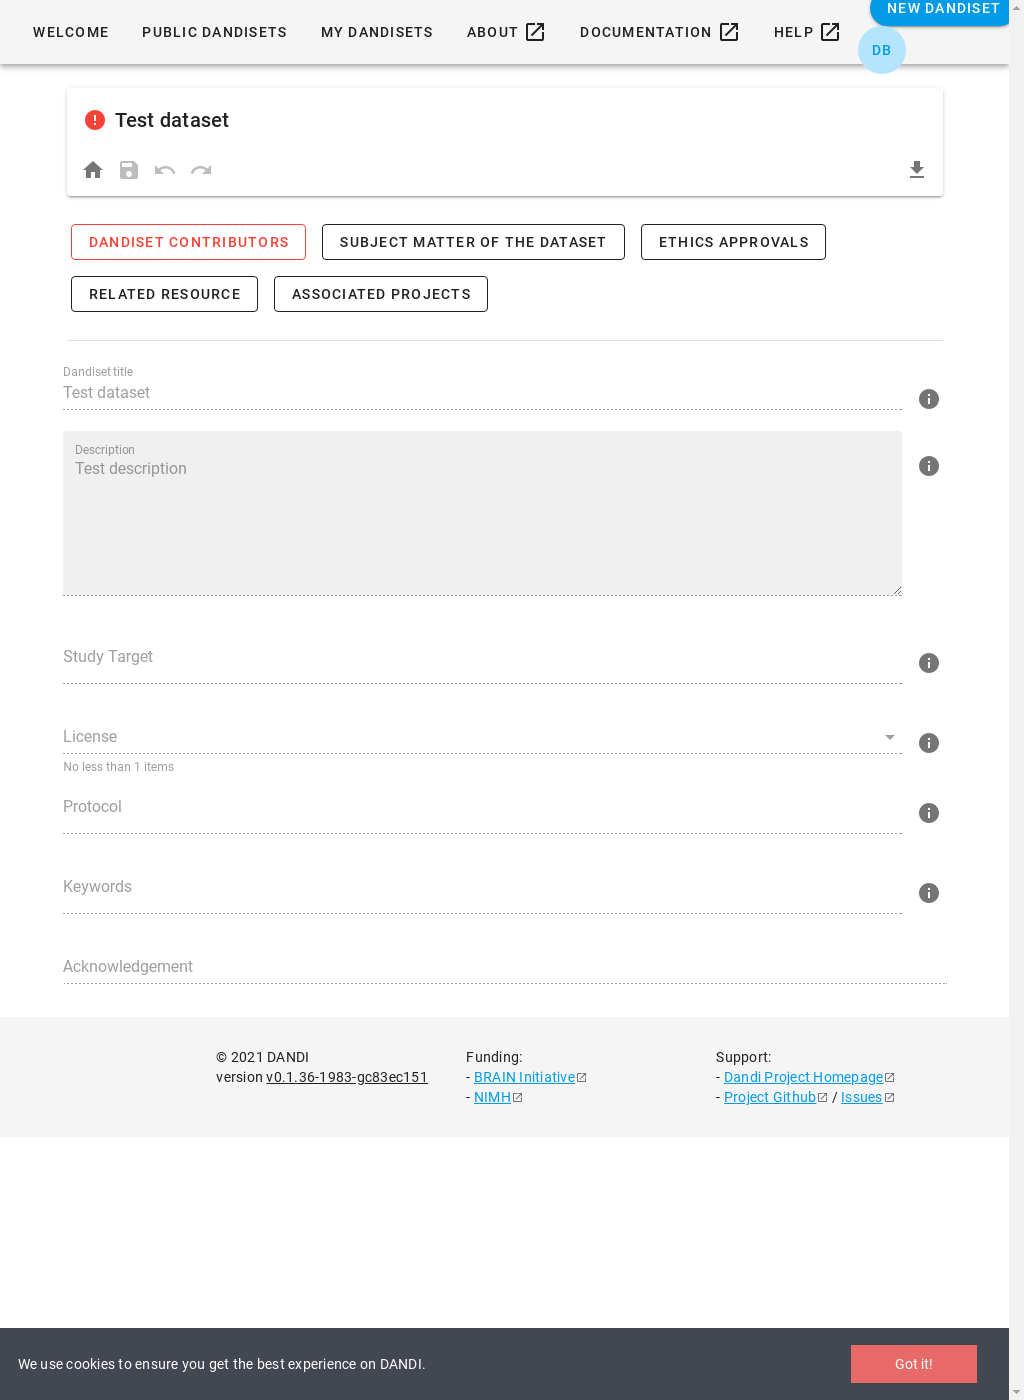 WELCOME
PUBLIC DANDISETS
MY DANDISETS
ABOUT
DOCUMENTATION
HELP
NEW DANDISET
DB
Test dataset
DANDISET CONTRIBUTORS
SUBJECT MATTER OF THE DATASET
ETHICS APPROVALS
RELATED RESOURCE
ASSOCIATED PROJECTS
Dandiset title
Test dataset
Description
Test description
Study Target
License
No less than 1 items
Protocol
Keywords
Acknowledgement
© 2021 DANDI
version v0.1.36-1983-gc83ec151
Funding:
- BRAIN Initiative
- NIMH
Support:
- Dandi Project Homepage
- Project Github / Issues
We use cookies to ensure you get the best experience on DANDI.
Got it!